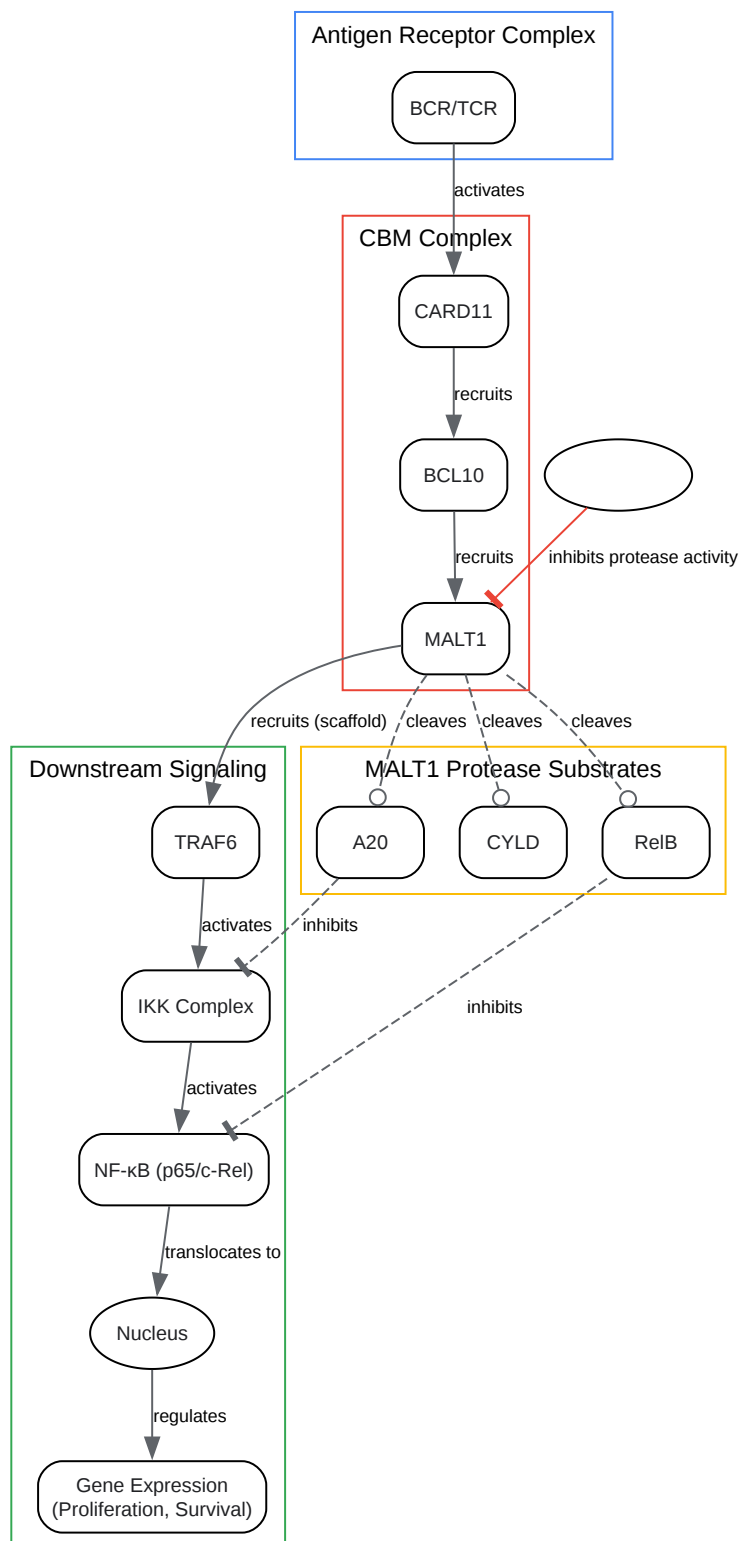 Antigen Receptor Complex
BCR/TCR
activates
CBM Complex
CARD11
recruits
BCL10
recruits
inhibits protease activity
MALT1
recruits (scaffold)
cleaves
cleaves
cleaves
Downstream Signaling
MALT1 Protease Substrates
TRAF6
A20
CYLD
RelB
activates
inhibits
IKK Complex
inhibits
activates
NF-κB (p65/c-Rel)
translocates to
Nucleus
regulates
Gene Expression
(Proliferation, Survival)